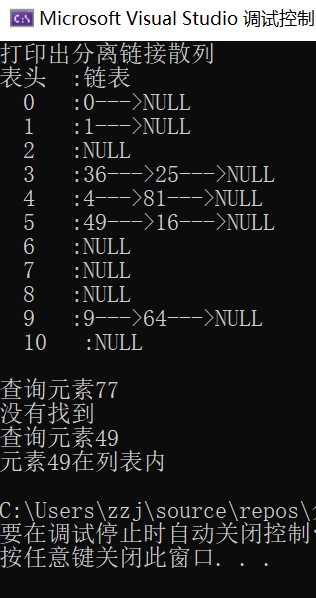 Microsoft Visual Studio 调试控制
打印出分离链接散列
表头  :链表
  0   :0--->NULL
  1   :1--->NULL
  2   :NULL
  3   :36--->25--->NULL
  4   :4--->81--->NULL
  5   :49--->16--->NULL
  6   :NULL
  7   :NULL
  8   :NULL
  9   :9--->64--->NULL
  10   :NULL
查询元素77
没有找到
查询元素49
元素49在列表内
C:\Users\zzj\source\repos\
要在调试停止时自动关闭控制
按任意键关闭此窗口. . .